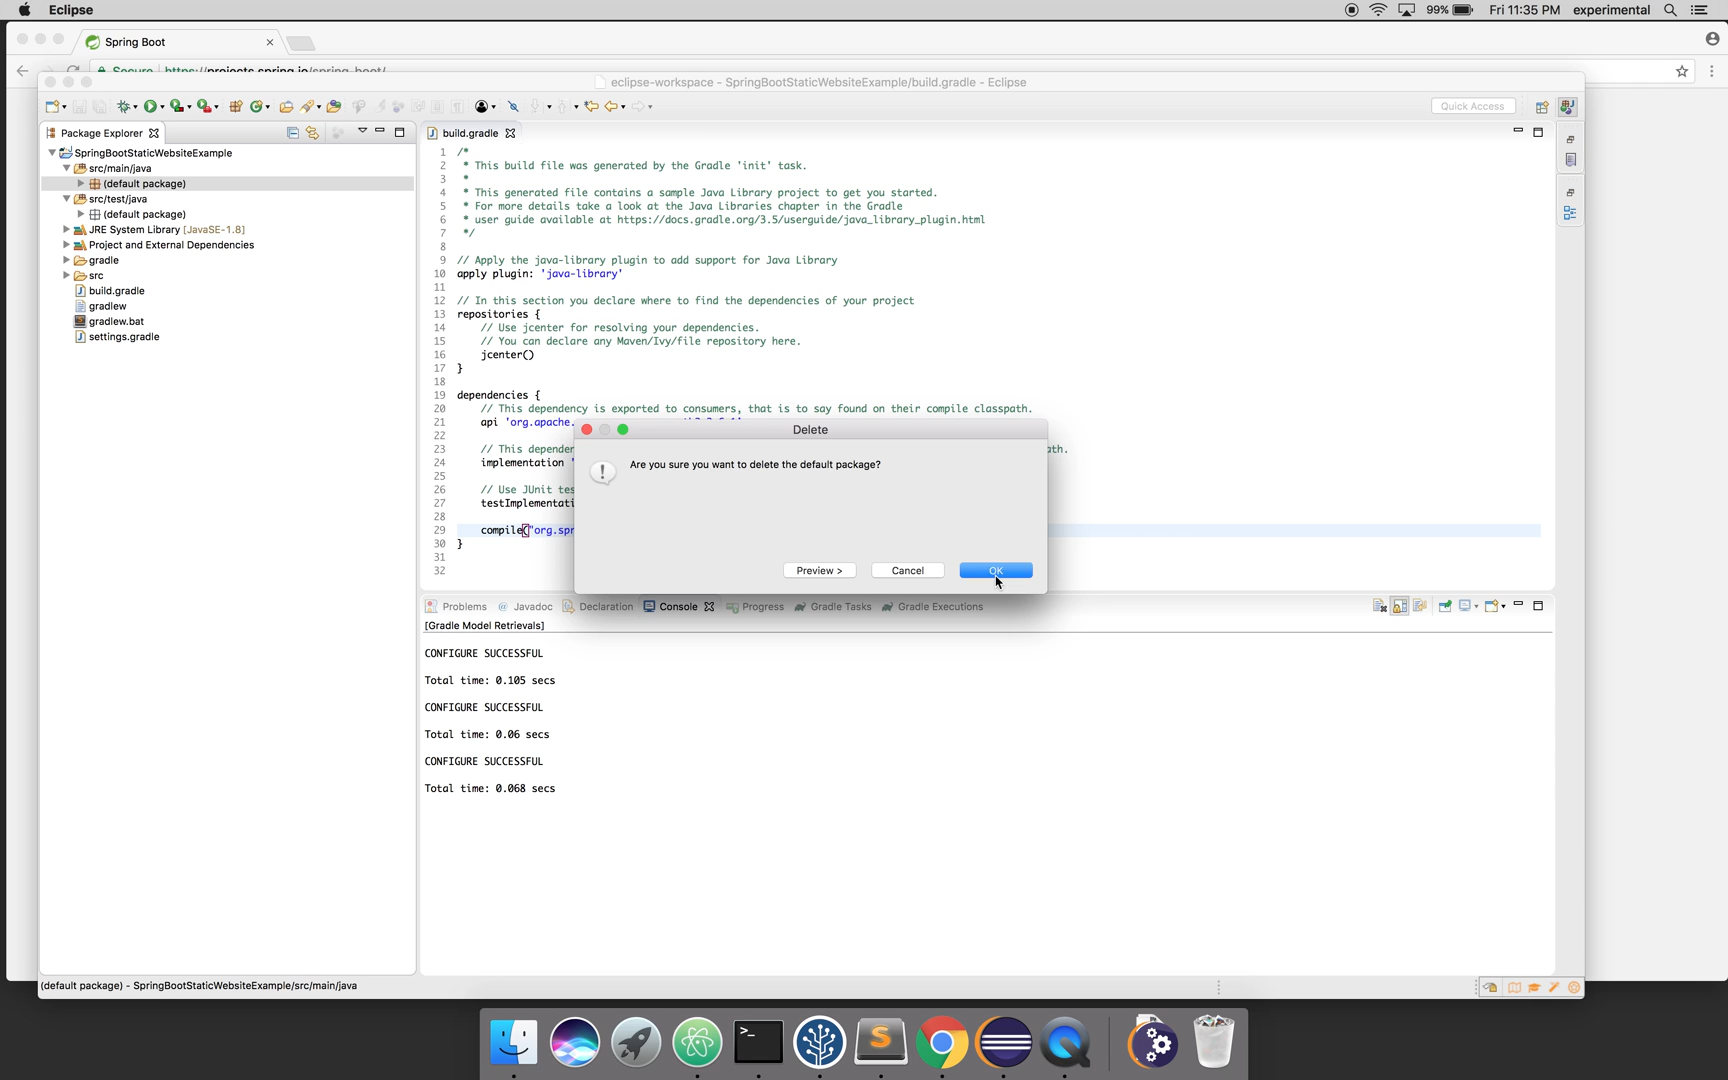 Eclipse
99%
Fri 11:35 PM
experimental
Spring Boot
Secure
https://projects.spring.io/spring_boot/
eclipse-workspace - SpringBootStaticWebsiteExample/build.gradle - Eclipse
Quick Access
Package Explorer
SpringBootStaticWebsiteExample
src/main/java
(default package)
src/test/java
(default package)
JRE System Library [JavaSE-1.8]
Project and External Dependencies
gradle
src
build.gradle
gradlew
gradlew.bat
settings.gradle
build.gradle
1 /*
2 * This build file was generated by the Gradle 'init' task.
3 *
4 * This generated file contains a sample Java Library project to get you started.
5 * For more details take a look at the Java Libraries chapter in the Gradle
6 * user guide available at https://docs.gradle.org/3.5/userguide/java_library_plugin.html
7 */
8
9 // Apply the java-library plugin to add support for Java Library
10 apply plugin: 'java-library'
11
12 // In this section you declare where to find the dependencies of your project
13 repositories {
14 // Use jcenter for resolving your dependencies.
15 // You can declare any Maven/Ivy/file repository here.
16 jcenter()
17 }
18
19 dependencies {
20 // This dependency is exported to consumers, that is to say found on their compile classpath.
21 api 'org.apache.
22
23 // This depender ath.
24 implementation '
25
26 // Use JUnit tes
27 testImplementati
28
29 compile("org.spr
30 }
31
32
Delete
Are you sure you want to delete the default package?
Preview >
Cancel
OK
Problems
@ Javadoc
Declaration
Console
Progress
Gradle Tasks
Gradle Executions
[Gradle Model Retrievals]
CONFIGURE SUCCESSFUL
Total time: 0.105 secs
CONFIGURE SUCCESSFUL
Total time: 0.06 secs
CONFIGURE SUCCESSFUL
Total time: 0.068 secs
(default package) - SpringBootStaticWebsiteExample/src/main/java